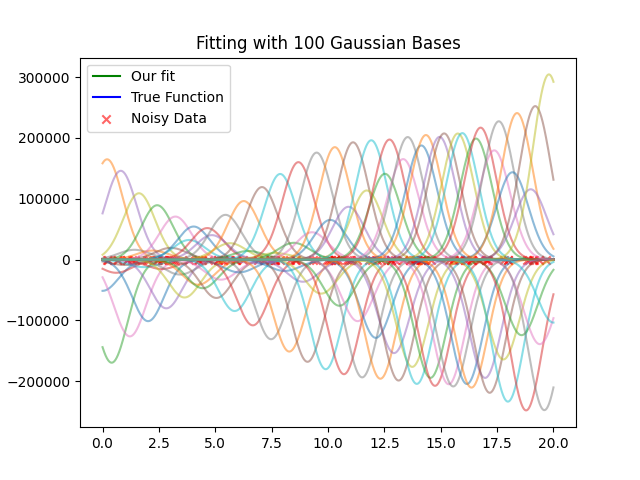 Fitting with 100 Gaussian Bases
Our fit
True Function
Noisy Data
300000
200000
100000
0
−100000
−200000
0.0 2.5 5.0 7.5 10.0 12.5 15.0 17.5 20.0